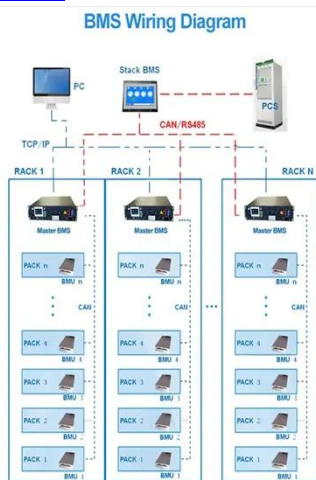 BMS Wiring Diagram
Stack BMS
PC
PCS
CAN/RS485
TCP/IP
RACK 1
RACK 2
RACK N
Master BMS
Master BMS
Master BMS
PACK n
BMU n
PACK n
BMU n
PACK n
BMU n
CAN
CAN
CAN
PACK 4
BMU 4
PACK 4
BMU 4
PACK 4
BMU 4
PACK 3
BMU 3
PACK 3
BMU 3
PACK 3
BMU 3
PACK 2
BMU 2
PACK 2
BMU 2
PACK 2
BMU 2
PACK 1
BMU 1
PACK 1
BMU 1
PACK 1
BMU 1